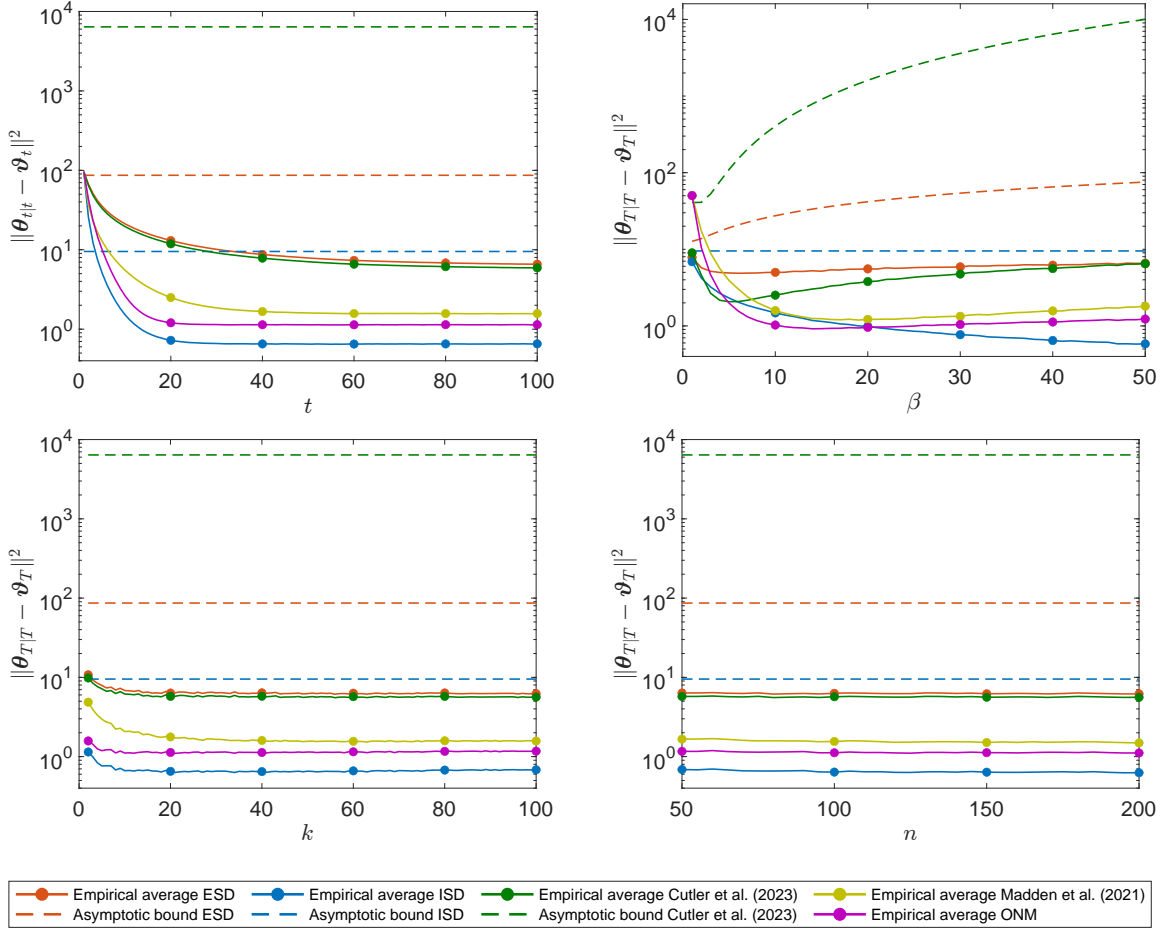 10^4
10^3
10^2
10^1
10^0
||θ_{t|t} − ϑ_t||^2
0 20 40 60 80 100
t
10^4
10^2
10^0
||θ_{T|T} − ϑ_T||^2
0 10 20 30 40 50
β
10^4
10^3
10^2
10^1
10^0
||θ_{T|T} − ϑ_T||^2
0 20 40 60 80 100
k
10^4
10^3
10^2
10^1
10^0
||θ_{T|T} − ϑ_T||^2
50 100 150 200
n
Empirical average ESD Empirical average ISD Empirical average Cutler et al. (2023) Empirical average Madden et al. (2021)
Asymptotic bound ESD Asymptotic bound ISD Asymptotic bound Cutler et al. (2023) Empirical average ONM